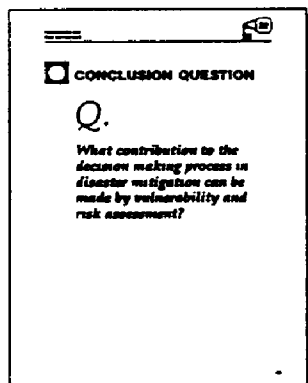 CONCLUSION QUESTION
Q.
What contribution to the
decision making process in
disaster mitigation can be
made by vulnerability and
risk assessment?